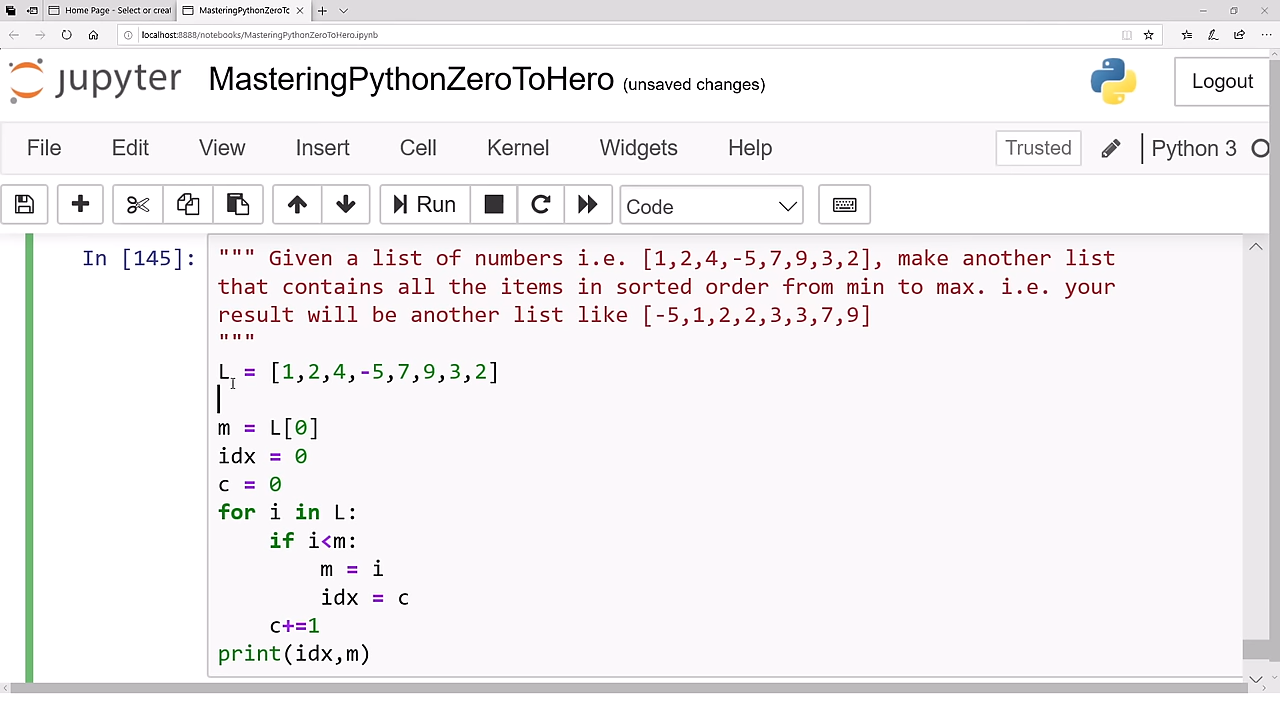 Home Page - Select or creat
MasteringPythonZeroTc
localhost:8888/notebooks/MasteringPythonZeroToHero.ipynb
jupyter MasteringPythonZeroToHero (unsaved changes) Logout
File Edit View Insert Cell Kernel Widgets Help Trusted Python 3
Run Code
In [145]: """ Given a list of numbers i.e. [1,2,4,-5,7,9,3,2], make another list
that contains all the items in sorted order from min to max. i.e. your
result will be another list like [-5,1,2,2,3,3,7,9]
"""
L = [1,2,4,-5,7,9,3,2]
m = L[0]
idx = 0
c = 0
for i in L:
    if i<m:
        m = i
        idx = c
    c+=1
print(idx,m)